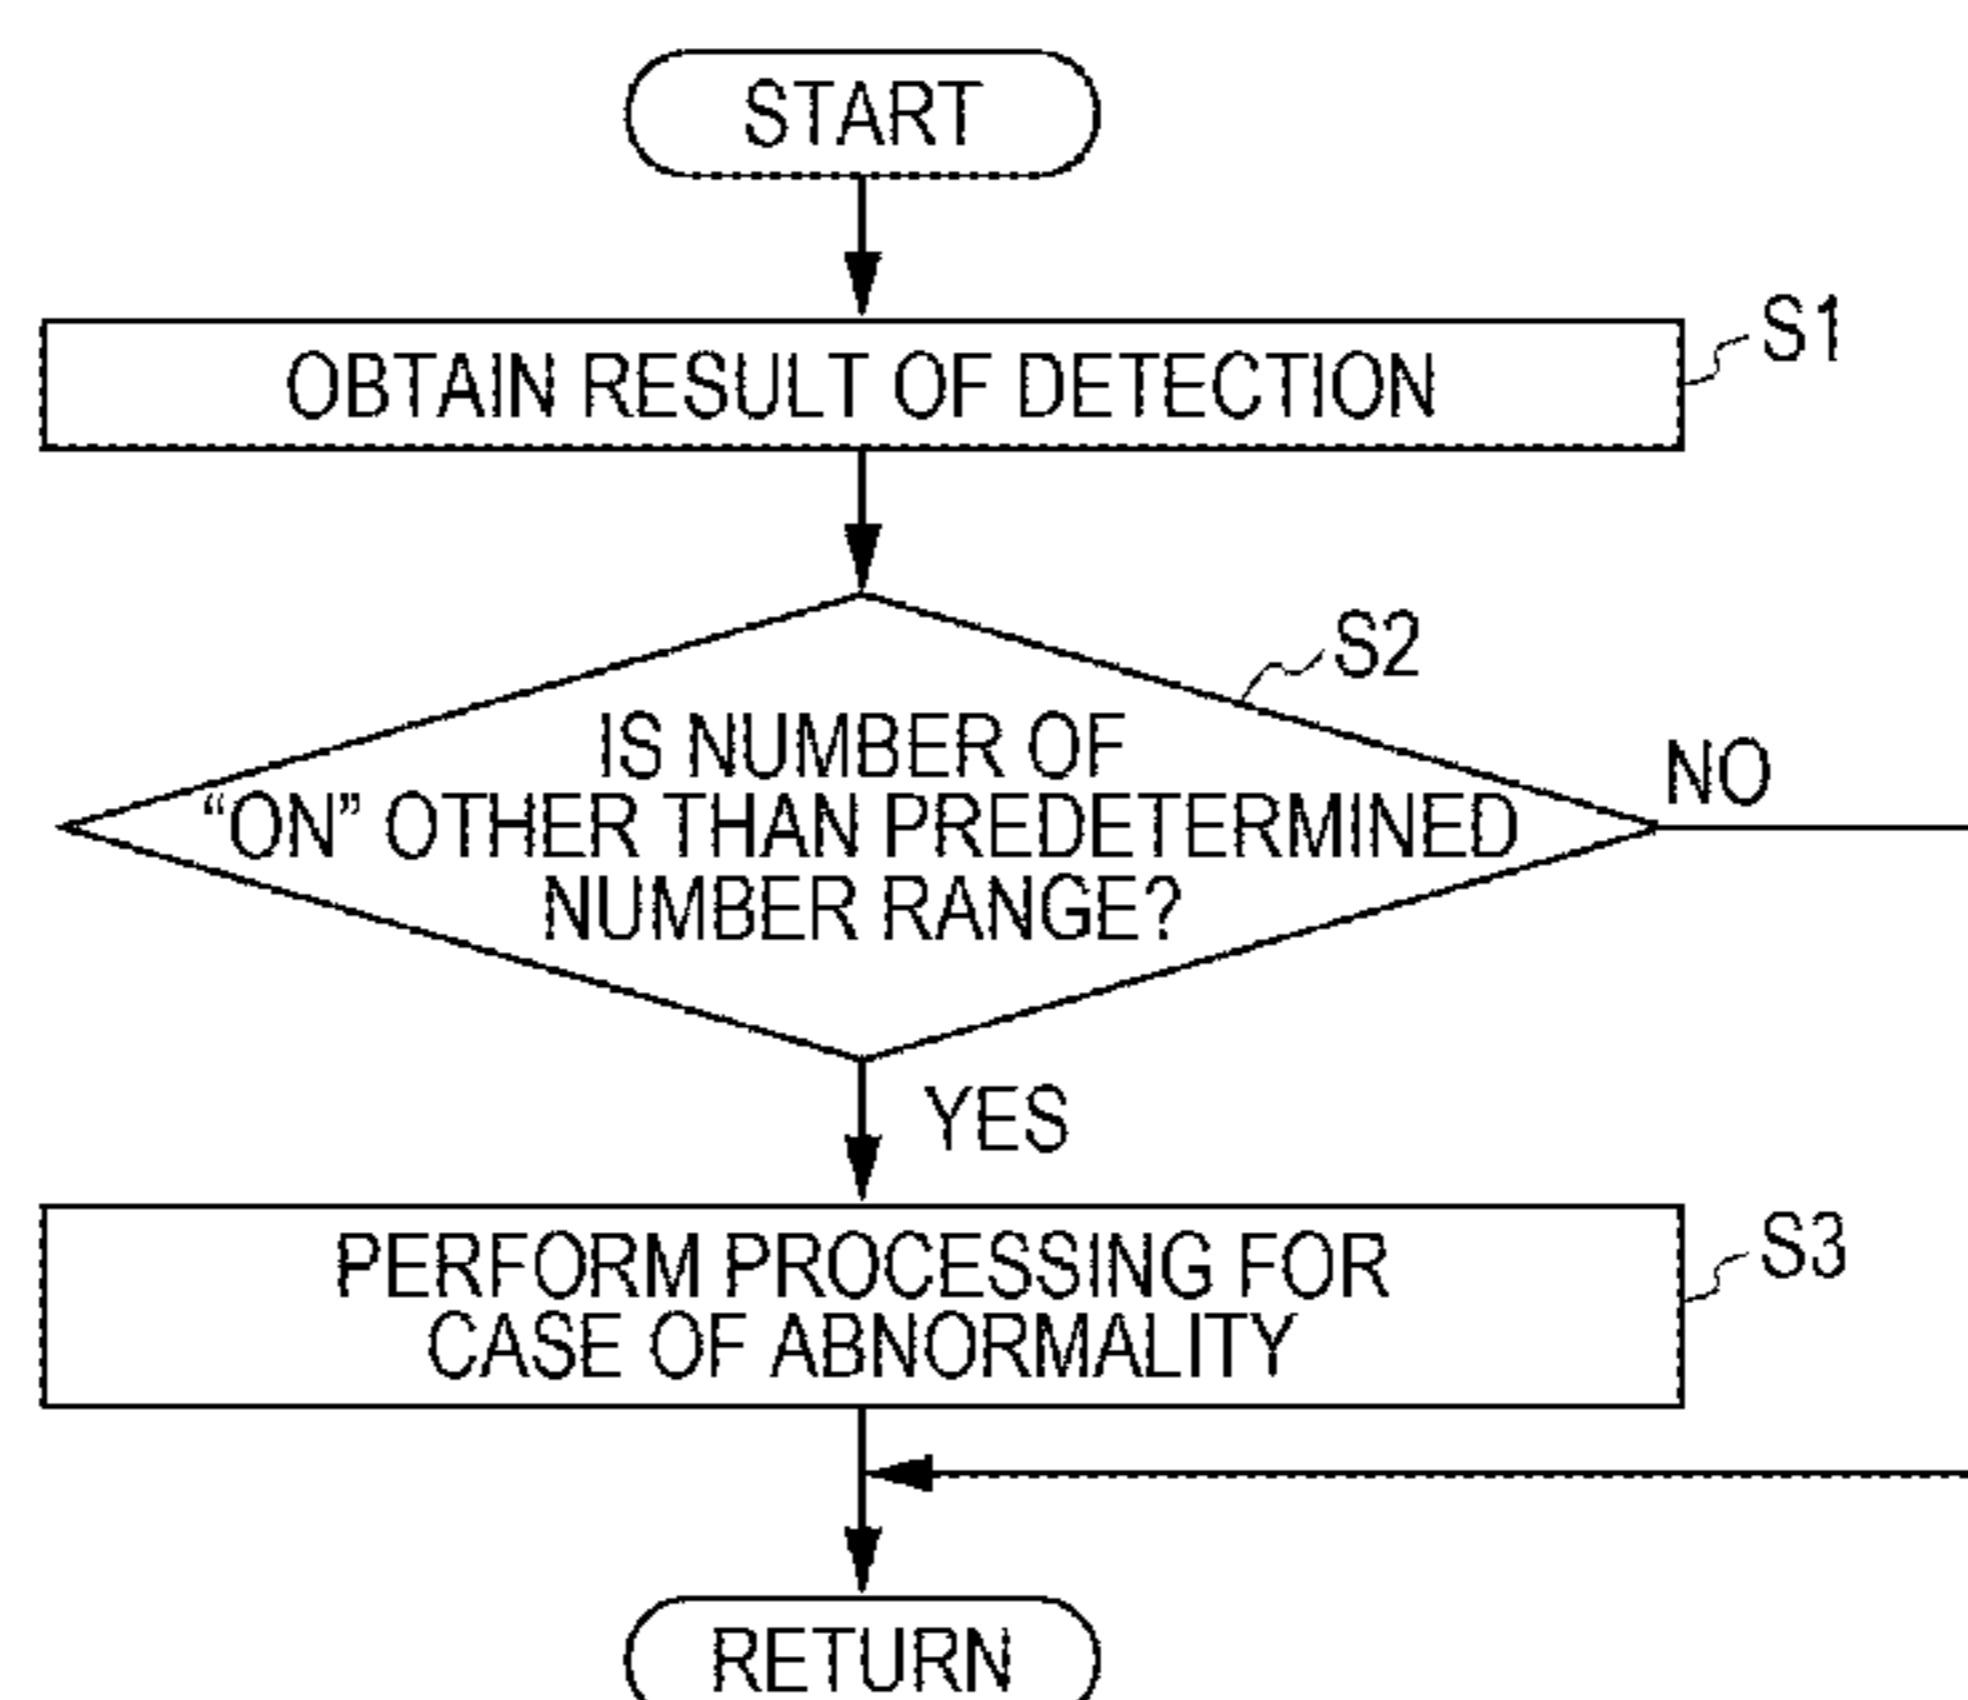 START
OBTAIN RESULT OF DETECTION
S1
S2
IS NUMBER OF
“ON” OTHER THAN PREDETERMINED
NUMBER RANGE?
NO
YES
PERFORM PROCESSING FOR
CASE OF ABNORMALITY
S3
RETURN